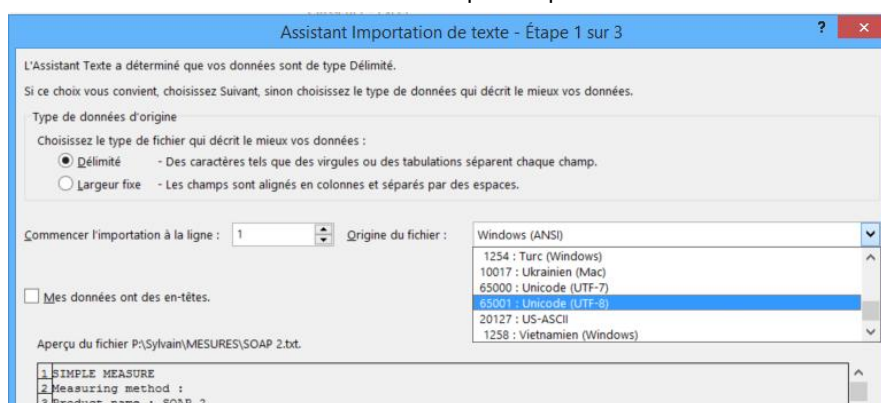 Assistant Importation de texte - Étape 1 sur 3
? ×
L'Assistant Texte a déterminé que vos données sont de type Délimité.
Si ce choix vous convient, choisissez Suivant, sinon choisissez le type de données qui décrit le mieux vos données.
Type de données d'origine
Choisissez le type de fichier qui décrit le mieux vos données :
Délimité - Des caractères tels que des virgules ou des tabulations séparent chaque champ.
Largeur fixe - Les champs sont alignés en colonnes et séparés par des espaces.
Commencer l'importation à la ligne : 1 Origine du fichier : Windows (ANSI)
1254 : Turc (Windows)
10017 : Ukrainien (Mac)
65000 : Unicode (UTF-7)
65001 : Unicode (UTF-8)
20127 : US-ASCII
1258 : Vietnamien (Windows)
Mes données ont des en-têtes.
Aperçu du fichier P:\Sylvain\MESURES\SOAP 2.txt.
1 SIMPLE MEASURE
2 Measuring method :
3 Product name : SOAP 2